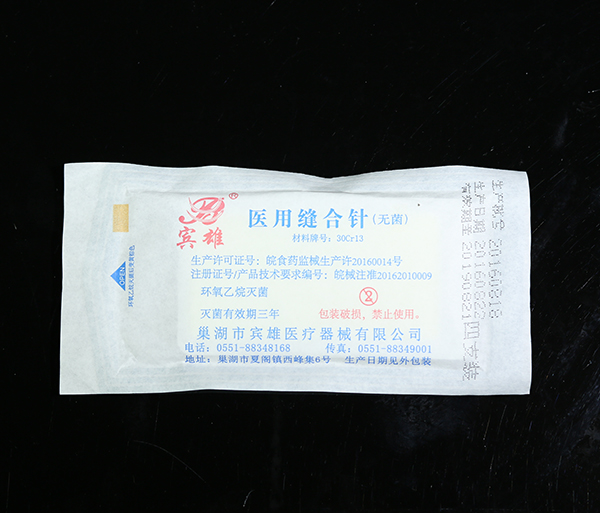 宾雄®
医用缝合针(无菌)
材料牌号：30Cr13
生产许可证号：皖食药监械生产许20160014号
注册证号/产品技术要求编号：皖械注准20162010009
环氧乙烷灭菌
②
灭菌有效期三年
包装破损，禁止使用。
巢湖市宾雄医疗器械有限公司
电话：0551-88348168
传真：0551-88349001
地址：巢湖市夏阁镇西峰集6号 生产日期见外包装
OPEN
生产批号 20160818
生产日期
有效期至 20190821
四支装